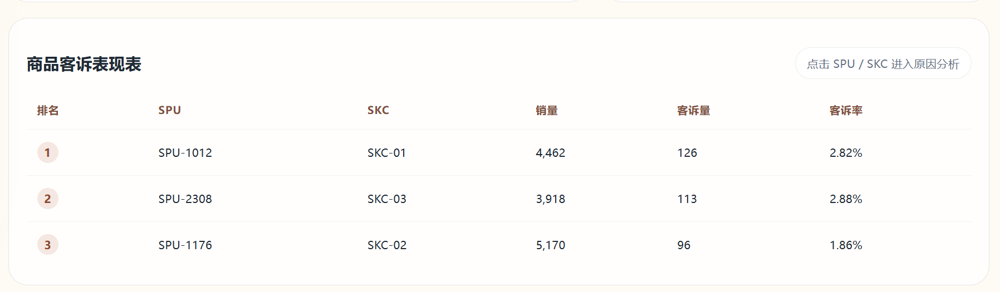 商品客诉表现表
点击 SPU / SKC 进入原因分析
排名 SPU SKC 销量 客诉量 客诉率
1 SPU-1012 SKC-01 4,462 126 2.82%
2 SPU-2308 SKC-03 3,918 113 2.88%
3 SPU-1176 SKC-02 5,170 96 1.86%